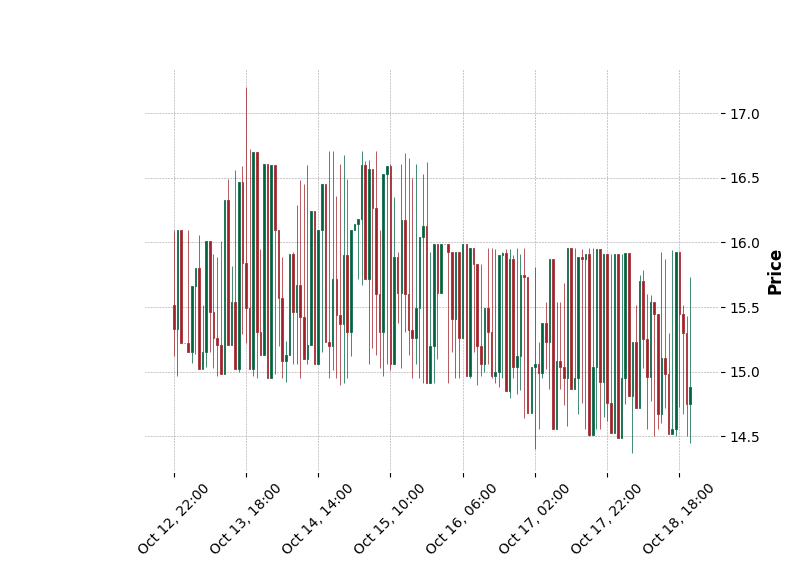 17.0
16.5
16.0
15.5
15.0
14.5
Price
Oct 12, 22:00
Oct 13, 18:00
Oct 14, 14:00
Oct 15, 10:00
Oct 16, 06:00
Oct 17, 02:00
Oct 17, 22:00
Oct 18, 18:00